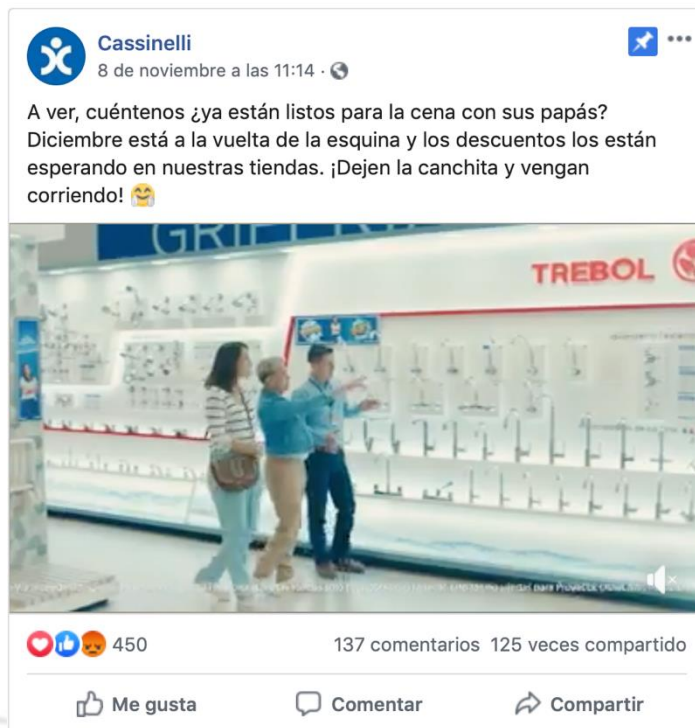 Cassinelli
8 de noviembre a las 11:14 ·
A ver, cuéntenos ¿ya están listos para la cena con sus papás?
Diciembre está a la vuelta de la esquina y los descuentos los están
esperando en nuestras tiendas. ¡Dejen la canchita y vengan
corriendo! 🤗
TREBOL
450
137 comentarios 125 veces compartido
Me gusta
Comentar
Compartir